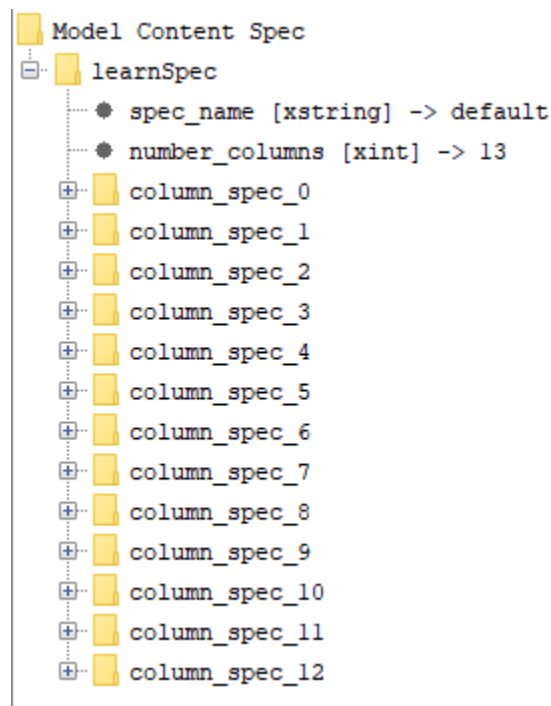 Model Content Spec
learnSpec
spec_name [xstring] -> default
number_columns [xint] -> 13
column_spec_0
column_spec_1
column_spec_2
column_spec_3
column_spec_4
column_spec_5
column_spec_6
column_spec_7
column_spec_8
column_spec_9
column_spec_10
column_spec_11
column_spec_12